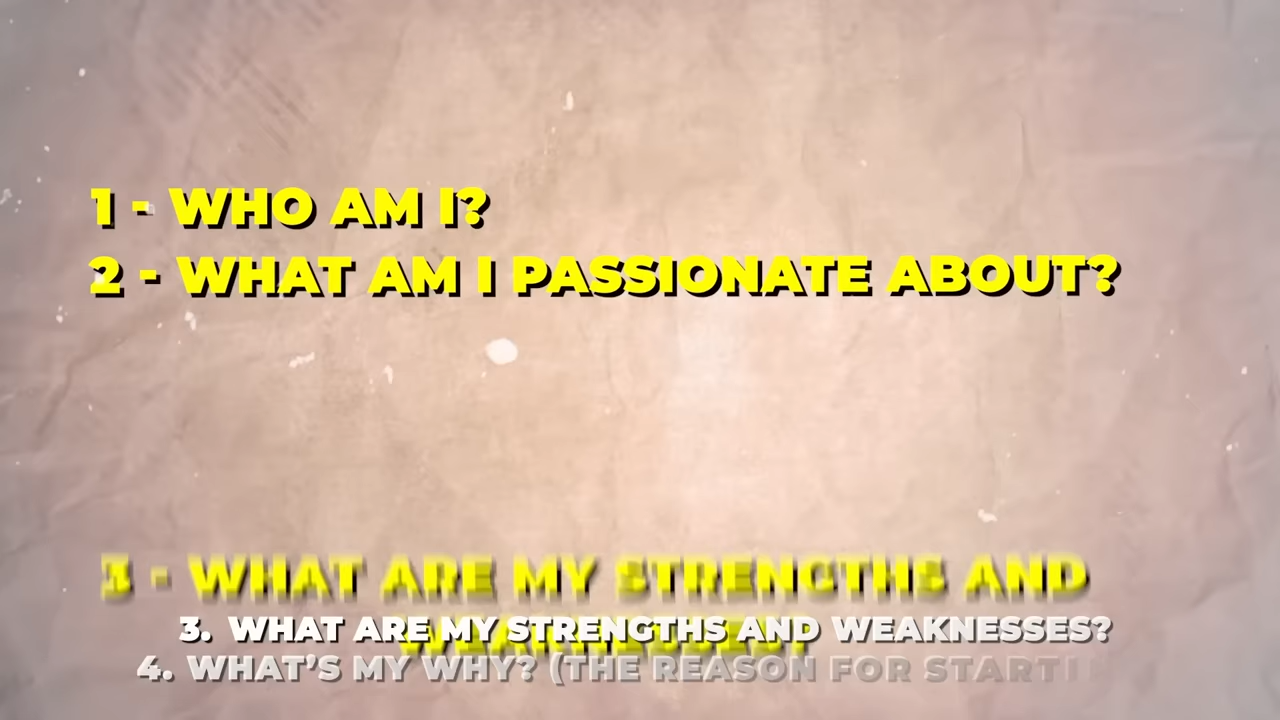 1 - WHO AM I?
2 - WHAT AM I PASSIONATE ABOUT?
3 - WHAT ARE MY STRENGTHS AND
WEAKNESSES?
3. WHAT ARE MY STRENGTHS AND WEAKNESSES?
4. WHAT'S MY WHY? (THE REASON FOR